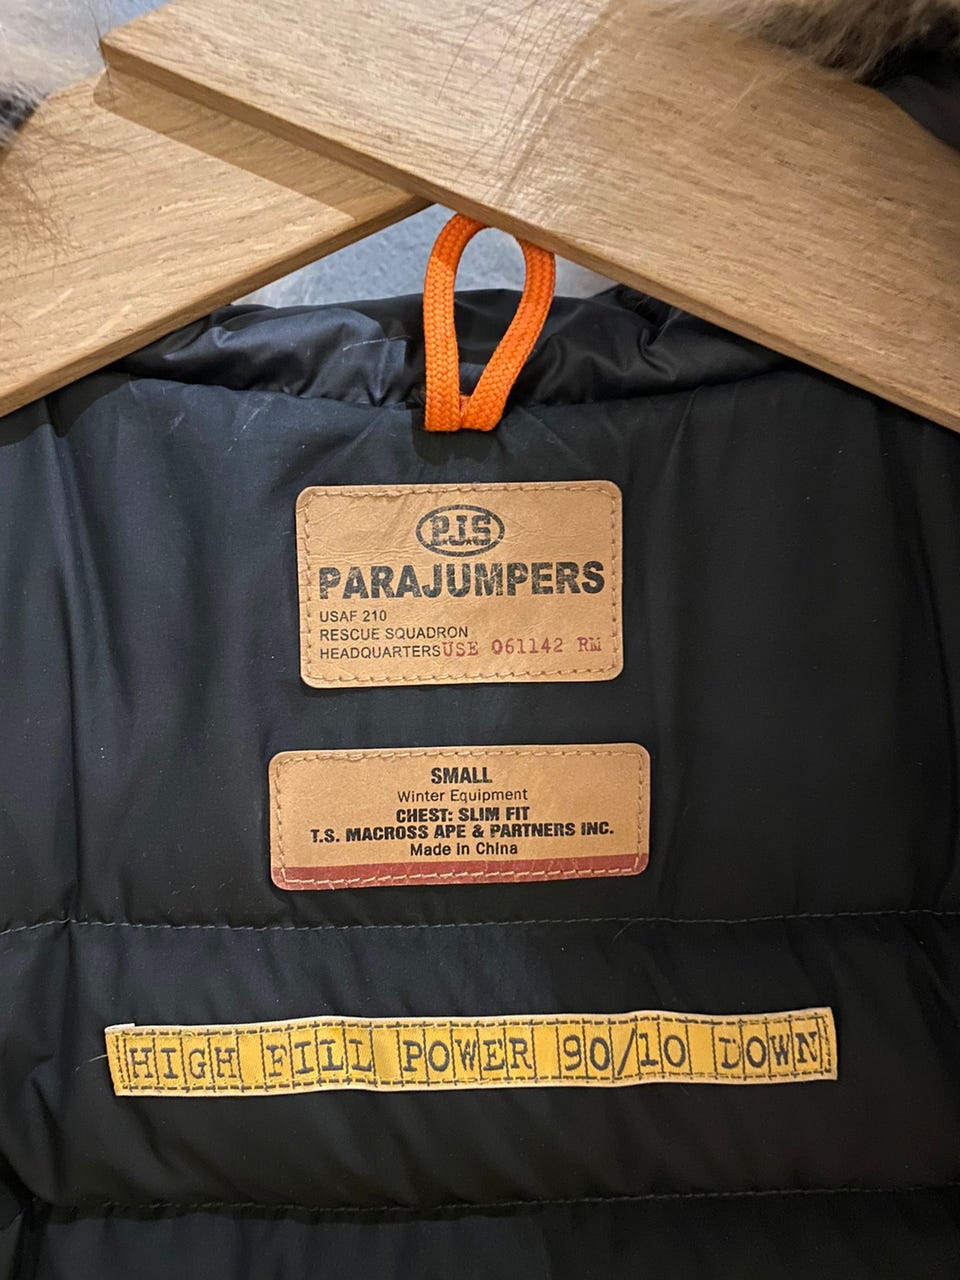 P.J.S
PARAJUMPERS
USAF 210
RESCUE SQUADRON
HEADQUARTERS USE 061142 RM
SMALL
Winter Equipment
CHEST: SLIM FIT
T.S. MACROSS APE & PARTNERS INC.
Made in China
HIGH FILL POWER 90/10 DOWN